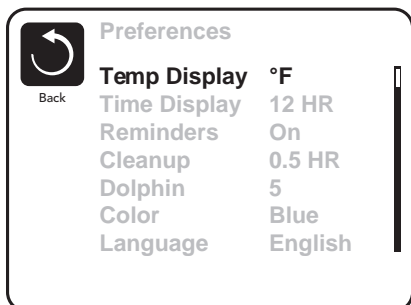 Preferences
Back
Temp Display °F
Time Display 12 HR
Reminders On
Cleanup 0.5 HR
Dolphin 5
Color Blue
Language English